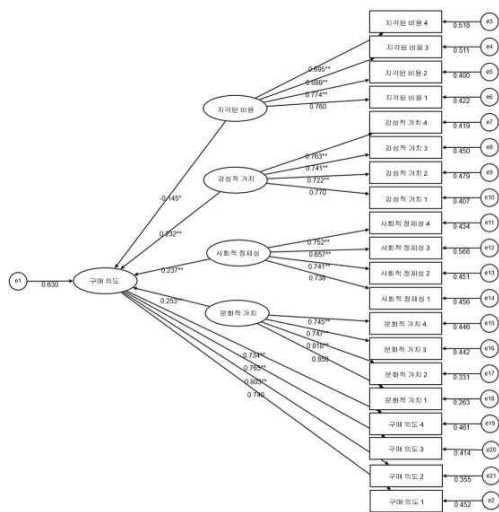 지각된 비용 4
0.518
e3
지각된 비용 3
0.511
e4
0.695**
0.699**
지각된 비용 2
0.400
e5
0.774**
지각된 비용
0.760
지각된 비용 1
0.422
e6
감성적 가치 4
0.419
e7
감성적 가치 3
0.450
e8
0.763**
0.741**
감성적 가치 2
0.479
e9
감성적 가치
0.722**
0.770
감성적 가치 1
0.407
e10
-0.145*
사회적 정체성 4
0.434
e11
0.232**
0.752**
사회적 정체성 3
0.568
e12
사회적 정체성
0.657**
0.237**
0.741**
사회적 정체성 2
0.451
e13
e1
0.630
구매 의도
0.738
사회적 정체성 1
0.456
e14
0.253**
문화적 가치
0.745**
문화적 가치 4
0.446
e15
0.747**
문화적 가치 3
0.442
e16
0.818**
0.858
문화적 가치 2
0.331
e17
0.734**
문화적 가치 1
0.263
e18
0.765**
구매 의도 4
0.461
e19
0.803**
0.740
구매 의도 3
0.414
e20
구매 의도 2
0.355
e21
구매 의도 1
0.452
e2